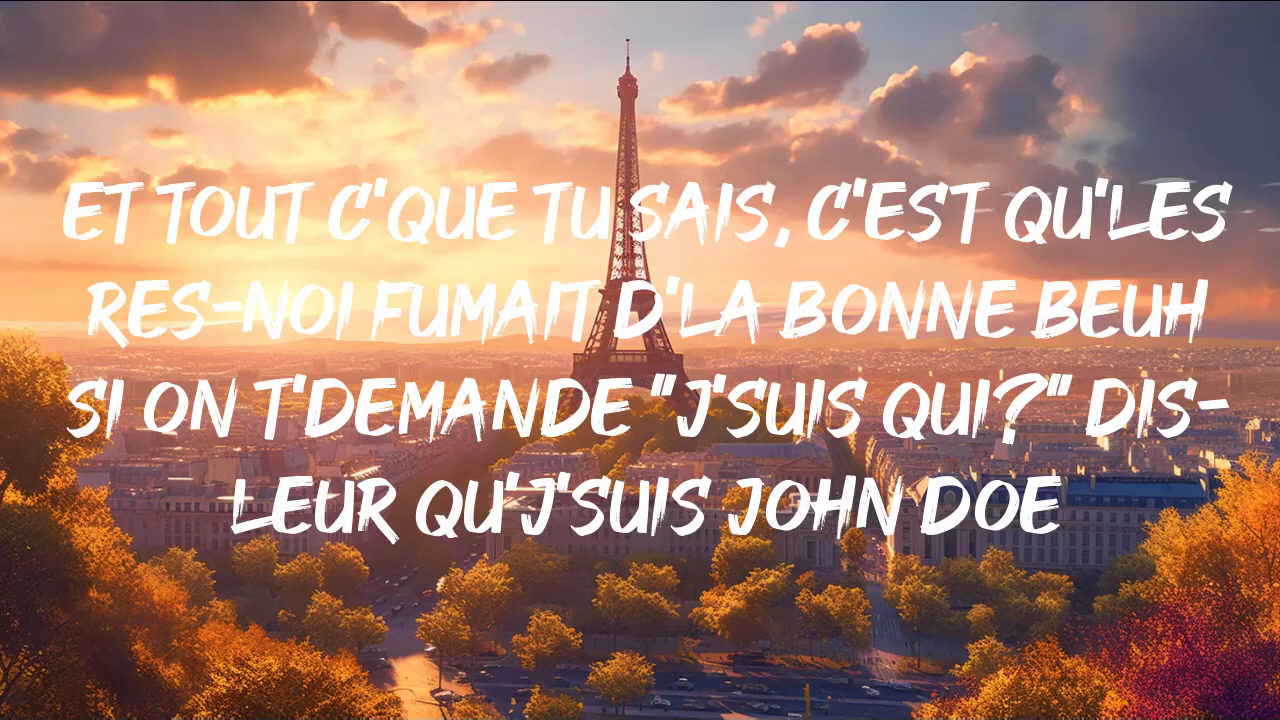 ET TOUT C'QUE TU SAIS, C'EST QU'LES
RES-NOI FUMAIT D'LA BONNE BEUH
SI ON T'DEMANDE "J'SUIS QUI?" DIS-
LEUR QU'J'SUIS JOHN DOE